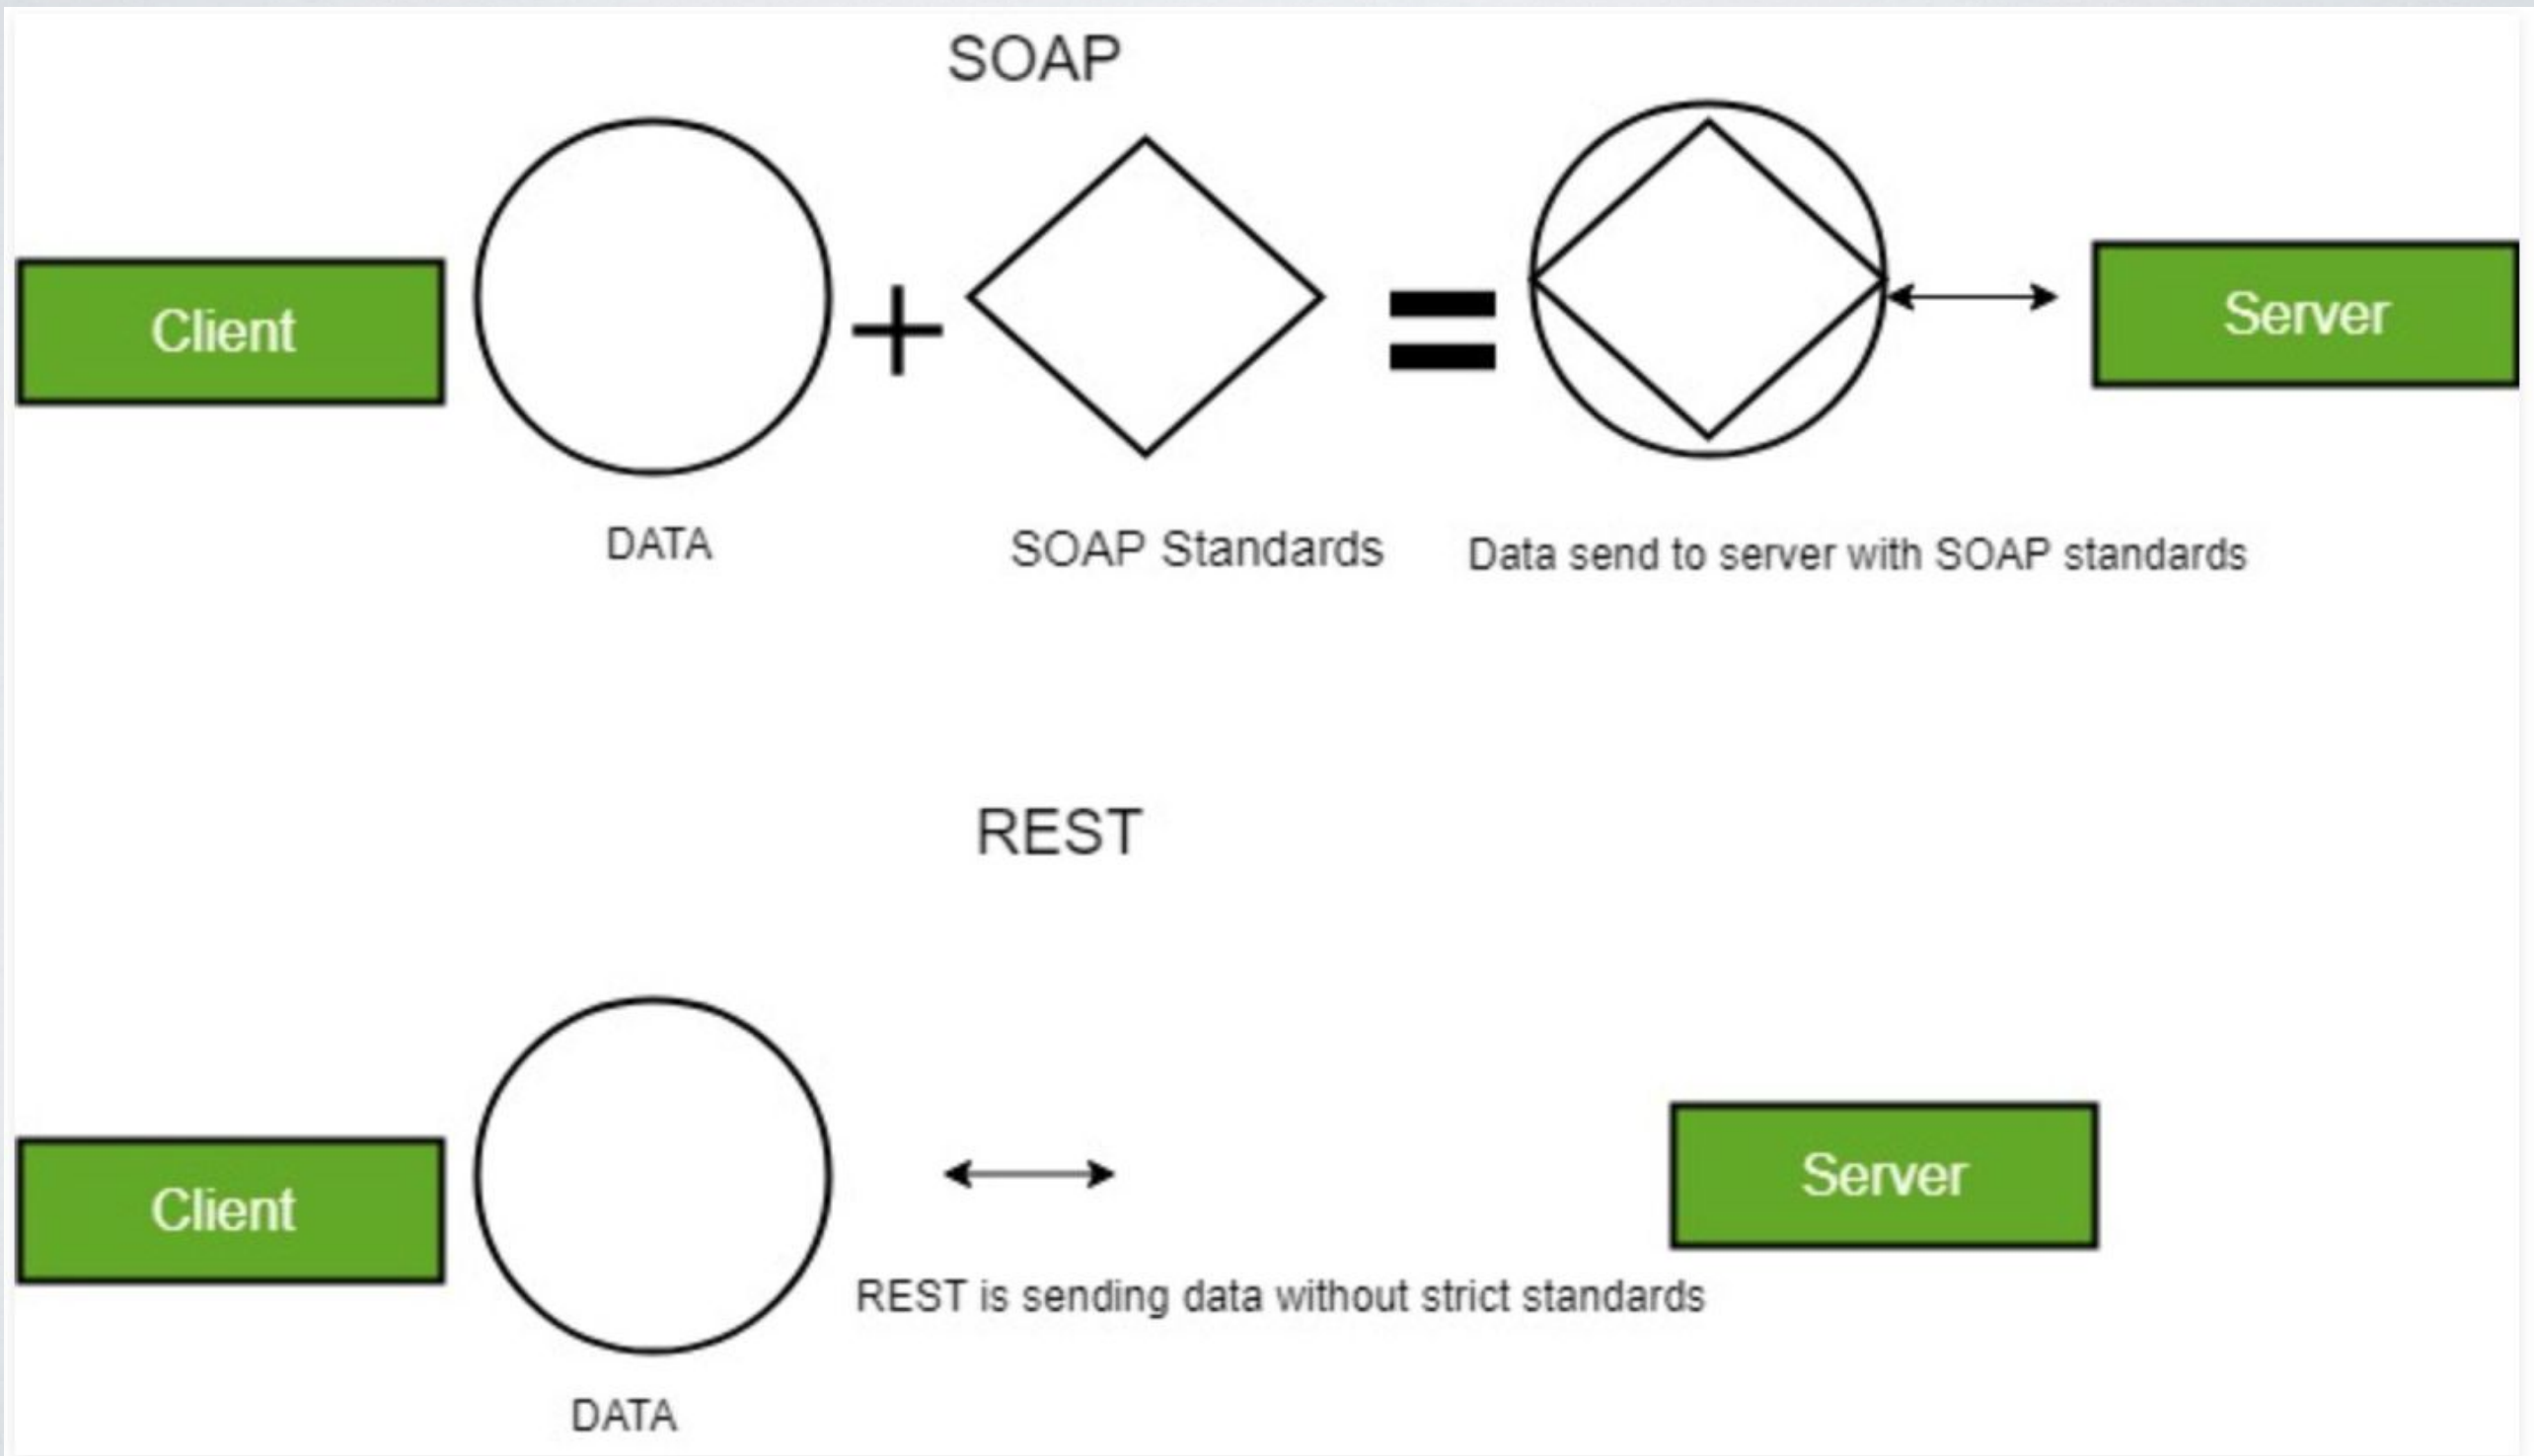 SOAP
Client
Server
DATA
SOAP Standards
Data send to server with SOAP standards
REST
Client
Server
REST is sending data without strict standards
DATA